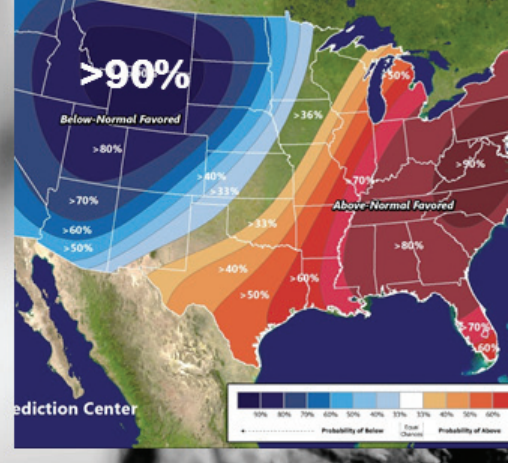 >90%
Below-Normal Favored
>80%
>70%
>60%
>50%
>40%
>33%
>36%
>33%
>40%
>50%
>60%
>50%
>70%
Above-Normal Favored
>80%
>90%
>70%
60%
ediction Center
90% 80% 70% 60% 50% 40% 33% 33% 40% 50% 60%
Probability of Below
Equal
Chances
Probability of Above